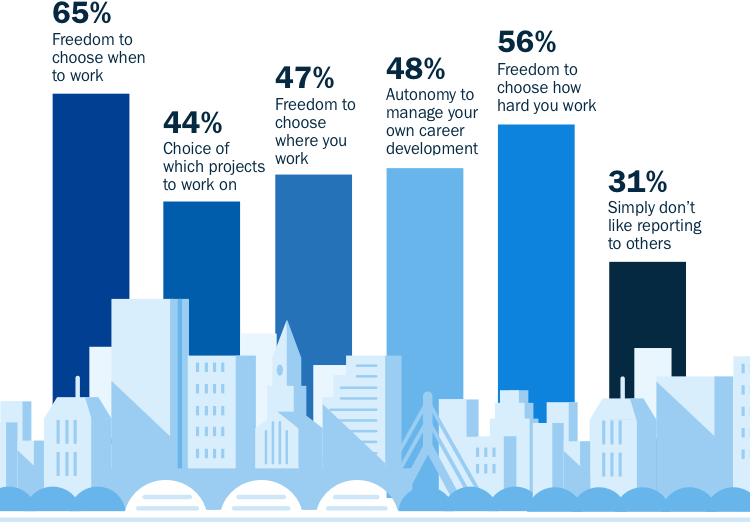 65%
Freedom to
choose when
to work
44%
Choice of
which projects
to work on
47%
Freedom to
choose
where you
work
48%
Autonomy to
manage your
own career
development
56%
Freedom to
choose how
hard you work
31%
Simply don’t
like reporting
to others